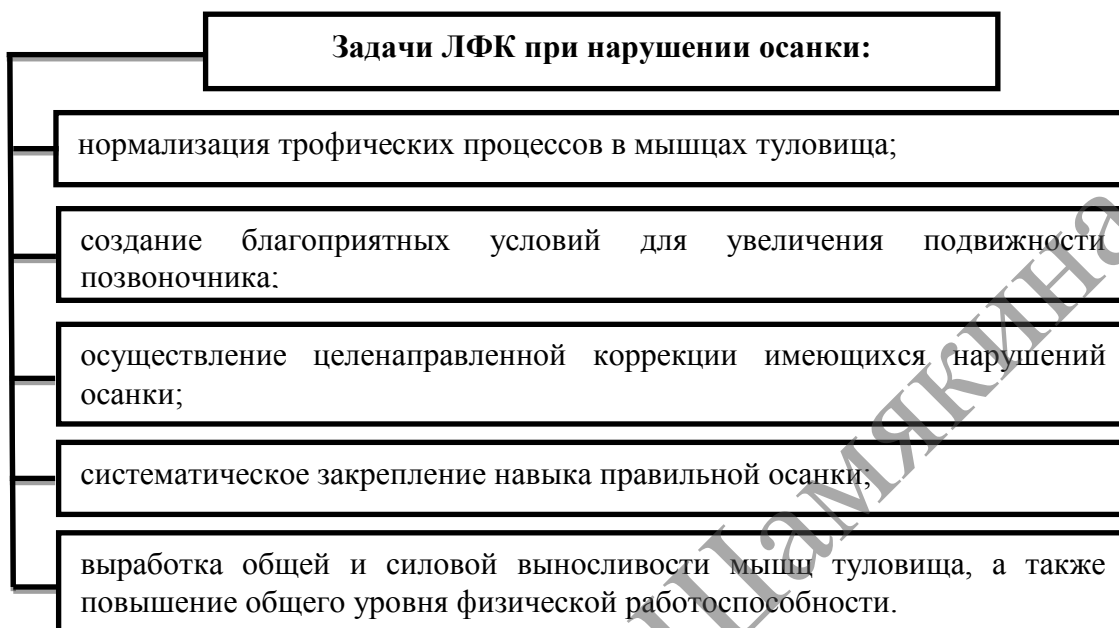 Задачи ЛФК при нарушении осанки:
нормализация трофических процессов в мышцах туловища;
создание благоприятных условий для увеличения подвижности
позвоночника;
осуществление целенаправленной коррекции имеющихся нарушений
осанки;
систематическое закрепление навыка правильной осанки;
выработка общей и силовой выносливости мышц туловища, а также
повышение общего уровня физической работоспособности.